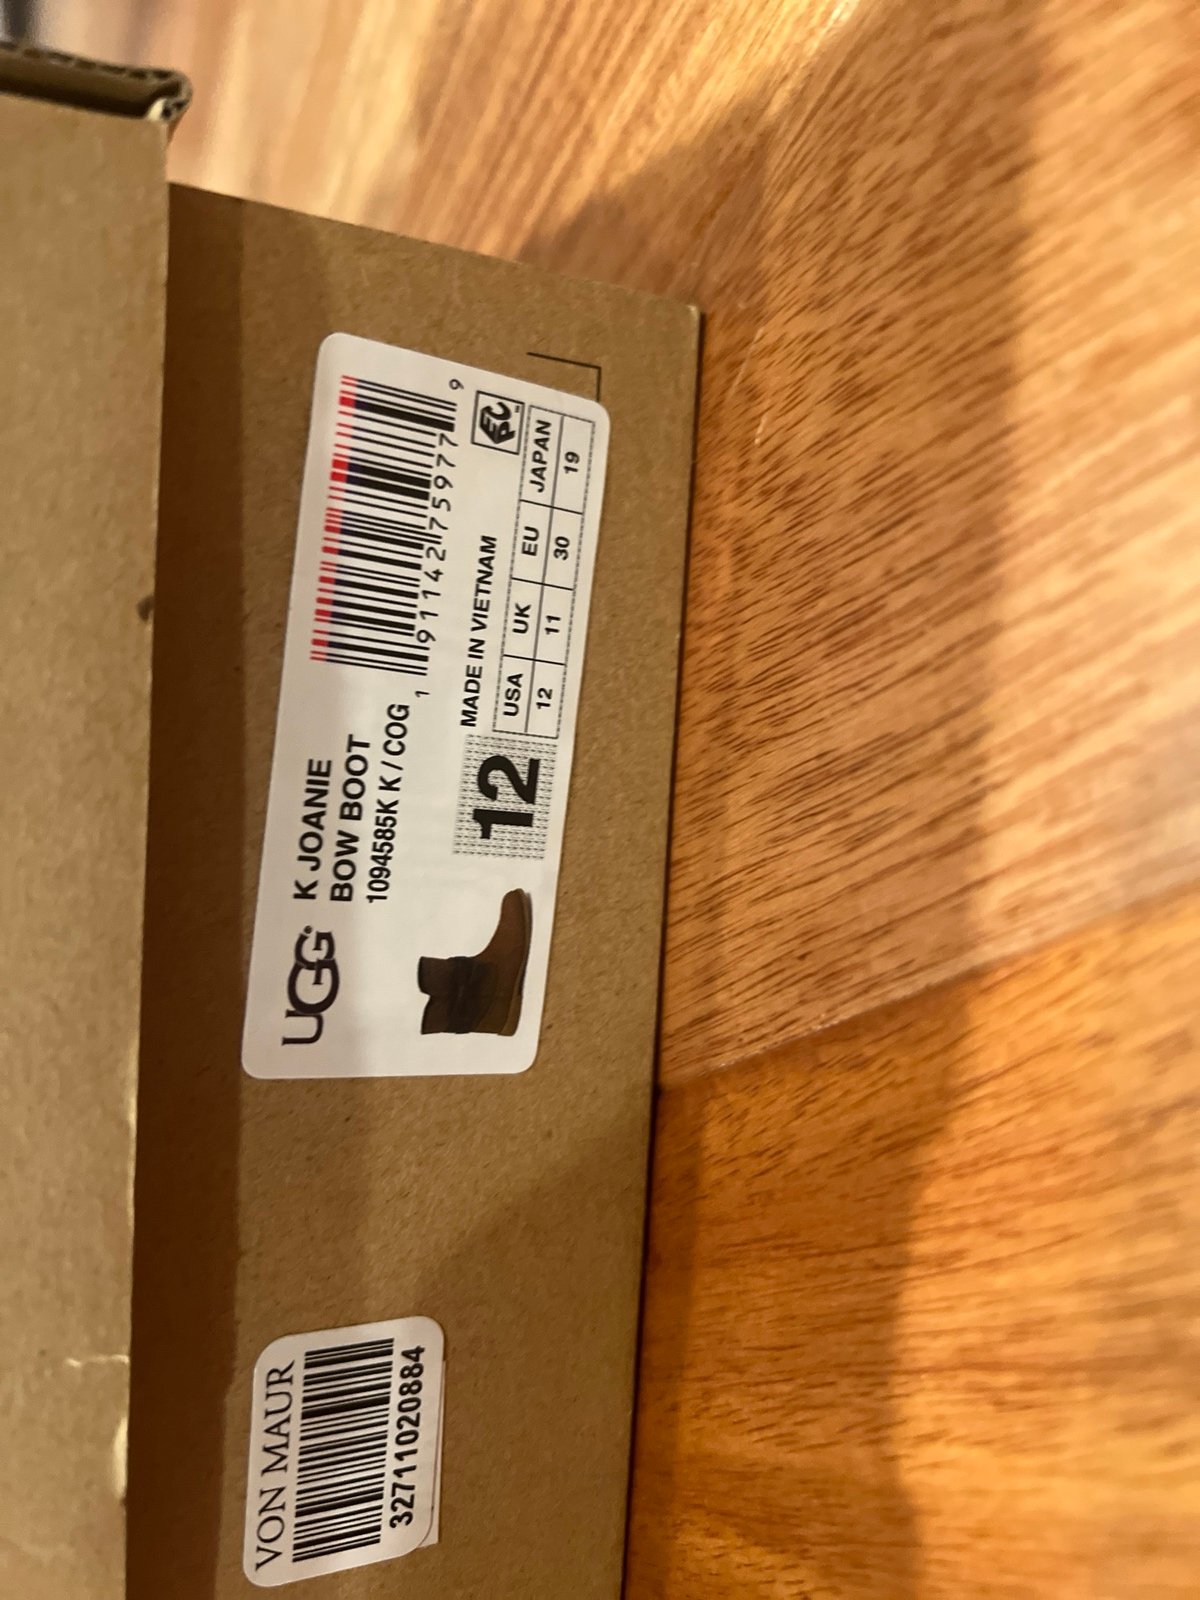 UGG
K JOANIE
BOW BOOT
1094585K K / COG
1 91142 75977 9
MADE IN VIETNAM
12
USA UK EU JAPAN
12 11 30 19
VON MAUR
32711020884